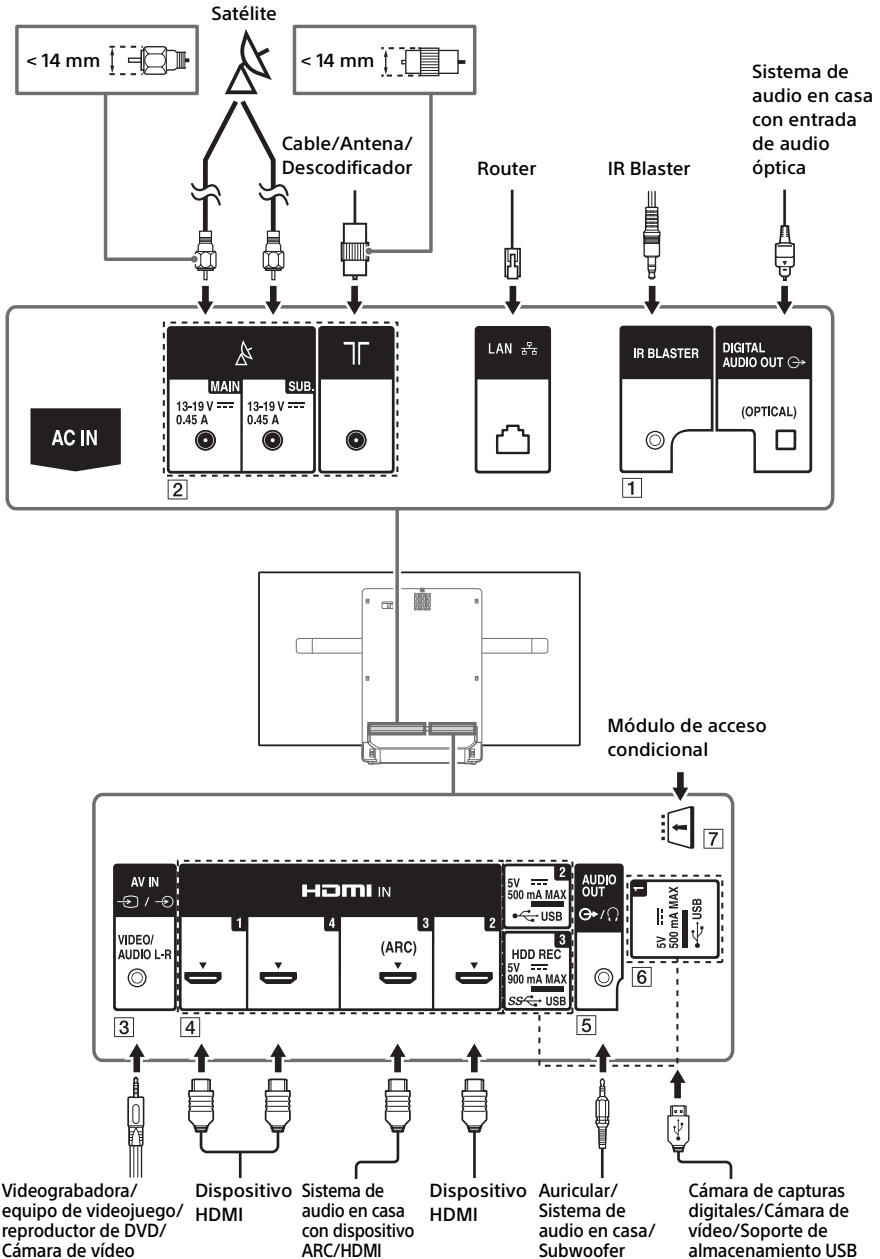 Satélite
< 14 mm
< 14 mm
Sistema de
audio en casa
con entrada
de audio
óptica
Cable/Antena/
Descodificador
Router
IR Blaster
AC IN
MAIN
13-19 V
0.45 A
SUB.
13-19 V
0.45 A
2
LAN
IR BLASTER
1
DIGITAL
AUDIO OUT
(OPTICAL)
Módulo de acceso
condicional
7
AV IN
/
VIDEO/
AUDIO L-R
3
HDMI IN
1
4
3
(ARC)
2
4
2
5V
500 mA MAX
USB
3
HDD REC
5V
900 mA MAX
SS USB
AUDIO
OUT
/
5
1
5V
500 mA MAX
USB
6
Videograbadora/
equipo de videojuego/
reproductor de DVD/
Cámara de vídeo
Dispositivo
HDMI
Sistema de
audio en casa
con dispositivo
ARC/HDMI
Dispositivo
HDMI
Auricular/
Sistema de
audio en casa/
Subwoofer
Cámara de capturas
digitales/Cámara de
vídeo/Soporte de
almacenamiento USB